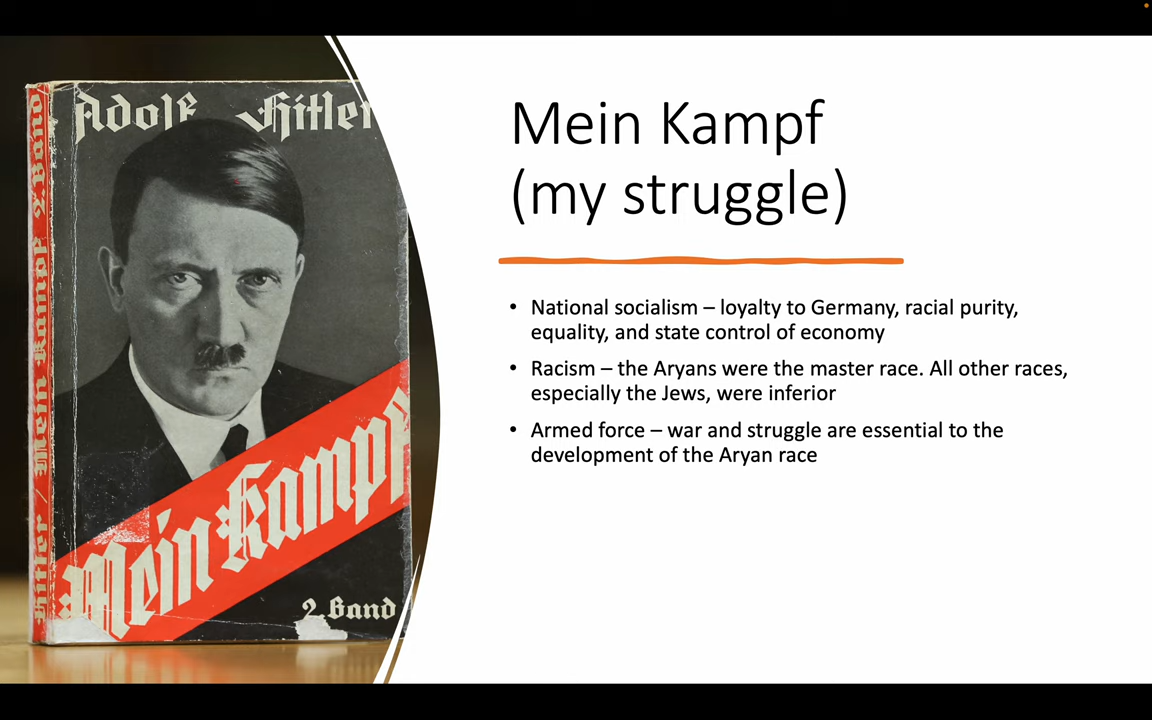 Adolf Hitler
Hitler / Mein Kampf 2. Band
Mein Kampf
2. Band
Mein Kampf
(my struggle)
• National socialism – loyalty to Germany, racial purity,
equality, and state control of economy
• Racism – the Aryans were the master race. All other races,
especially the Jews, were inferior
• Armed force – war and struggle are essential to the
development of the Aryan race